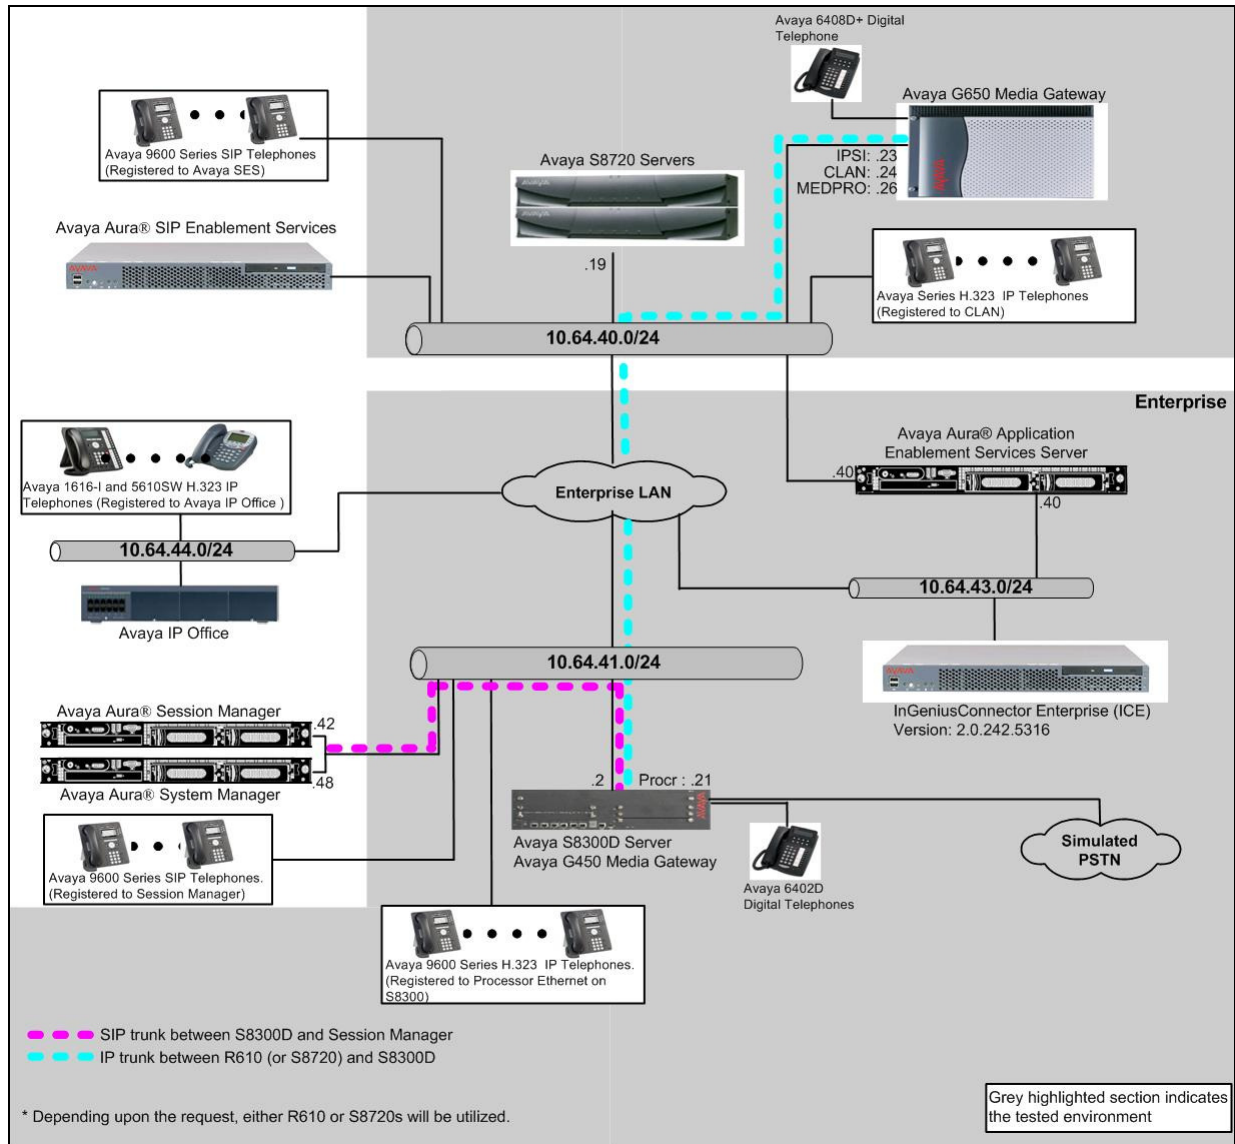 Avaya 6408D+ Digital
Telephone
Avaya G650 Media Gateway
Avaya 9600 Series SIP Telephones
(Registered to Avaya SES)
Avaya S8720 Servers
IPSI: .23
CLAN: .24
MEDPRO: .26
AVAYA
Avaya Aura® SIP Enablement Services
AVAYA
.19
Avaya Series H.323 IP Telephones
(Registered to CLAN)
10.64.40.0/24
Enterprise
Avaya Aura® Application
Enablement Services Server
.40
.40
Avaya 1616-I and 5610SW H.323 IP
Telephones (Registered to Avaya IP Office )
Enterprise LAN
10.64.44.0/24
10.64.43.0/24
Avaya IP Office
10.64.41.0/24
AVAYA
InGeniusConnector Enterprise (ICE)
Version: 2.0.242.5316
Avaya Aura® Session Manager
.42
.48
Avaya Aura® System Manager
.2
Procr : .21
AVAYA
Avaya S8300D Server
Avaya G450 Media Gateway
Simulated
PSTN
Avaya 9600 Series SIP Telephones.
(Registered to Session Manager)
Avaya 6402D
Digital Telephones
Avaya 9600 Series H.323 IP Telephones.
(Registered to Processor Ethernet on
S8300)
SIP trunk between S8300D and Session Manager
IP trunk between R610 (or S8720) and S8300D
* Depending upon the request, either R610 or S8720s will be utilized.
Grey highlighted section indicates
the tested environment